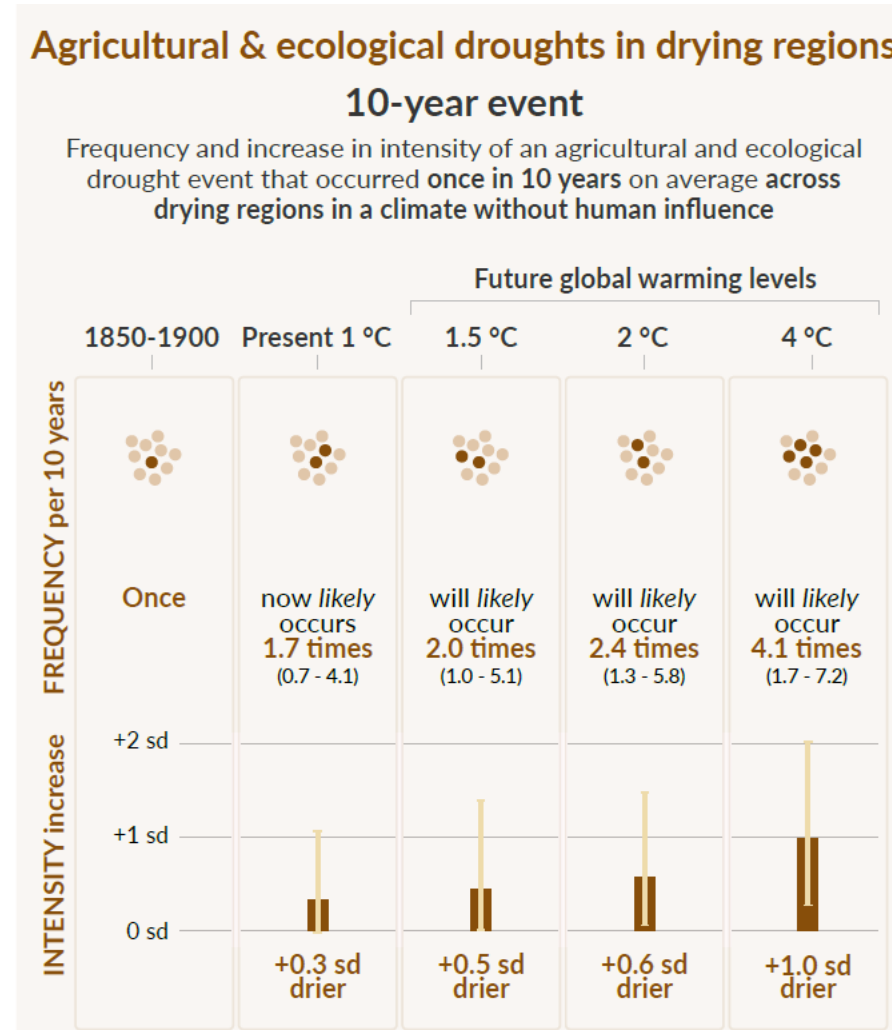 Agricultural & ecological droughts in drying regions
10-year event
Frequency and increase in intensity of an agricultural and ecological
drought event that occurred once in 10 years on average across
drying regions in a climate without human influence
Future global warming levels
1850-1900 Present 1 °C 1.5 °C 2 °C 4 °C
FREQUENCY per 10 years
Once
now likely
occurs
1.7 times
(0.7 - 4.1)
will likely
occur
2.0 times
(1.0 - 5.1)
will likely
occur
2.4 times
(1.3 - 5.8)
will likely
occur
4.1 times
(1.7 - 7.2)
INTENSITY increase
+2 sd
+1 sd
0 sd
+0.3 sd
drier
+0.5 sd
drier
+0.6 sd
drier
+1.0 sd
drier